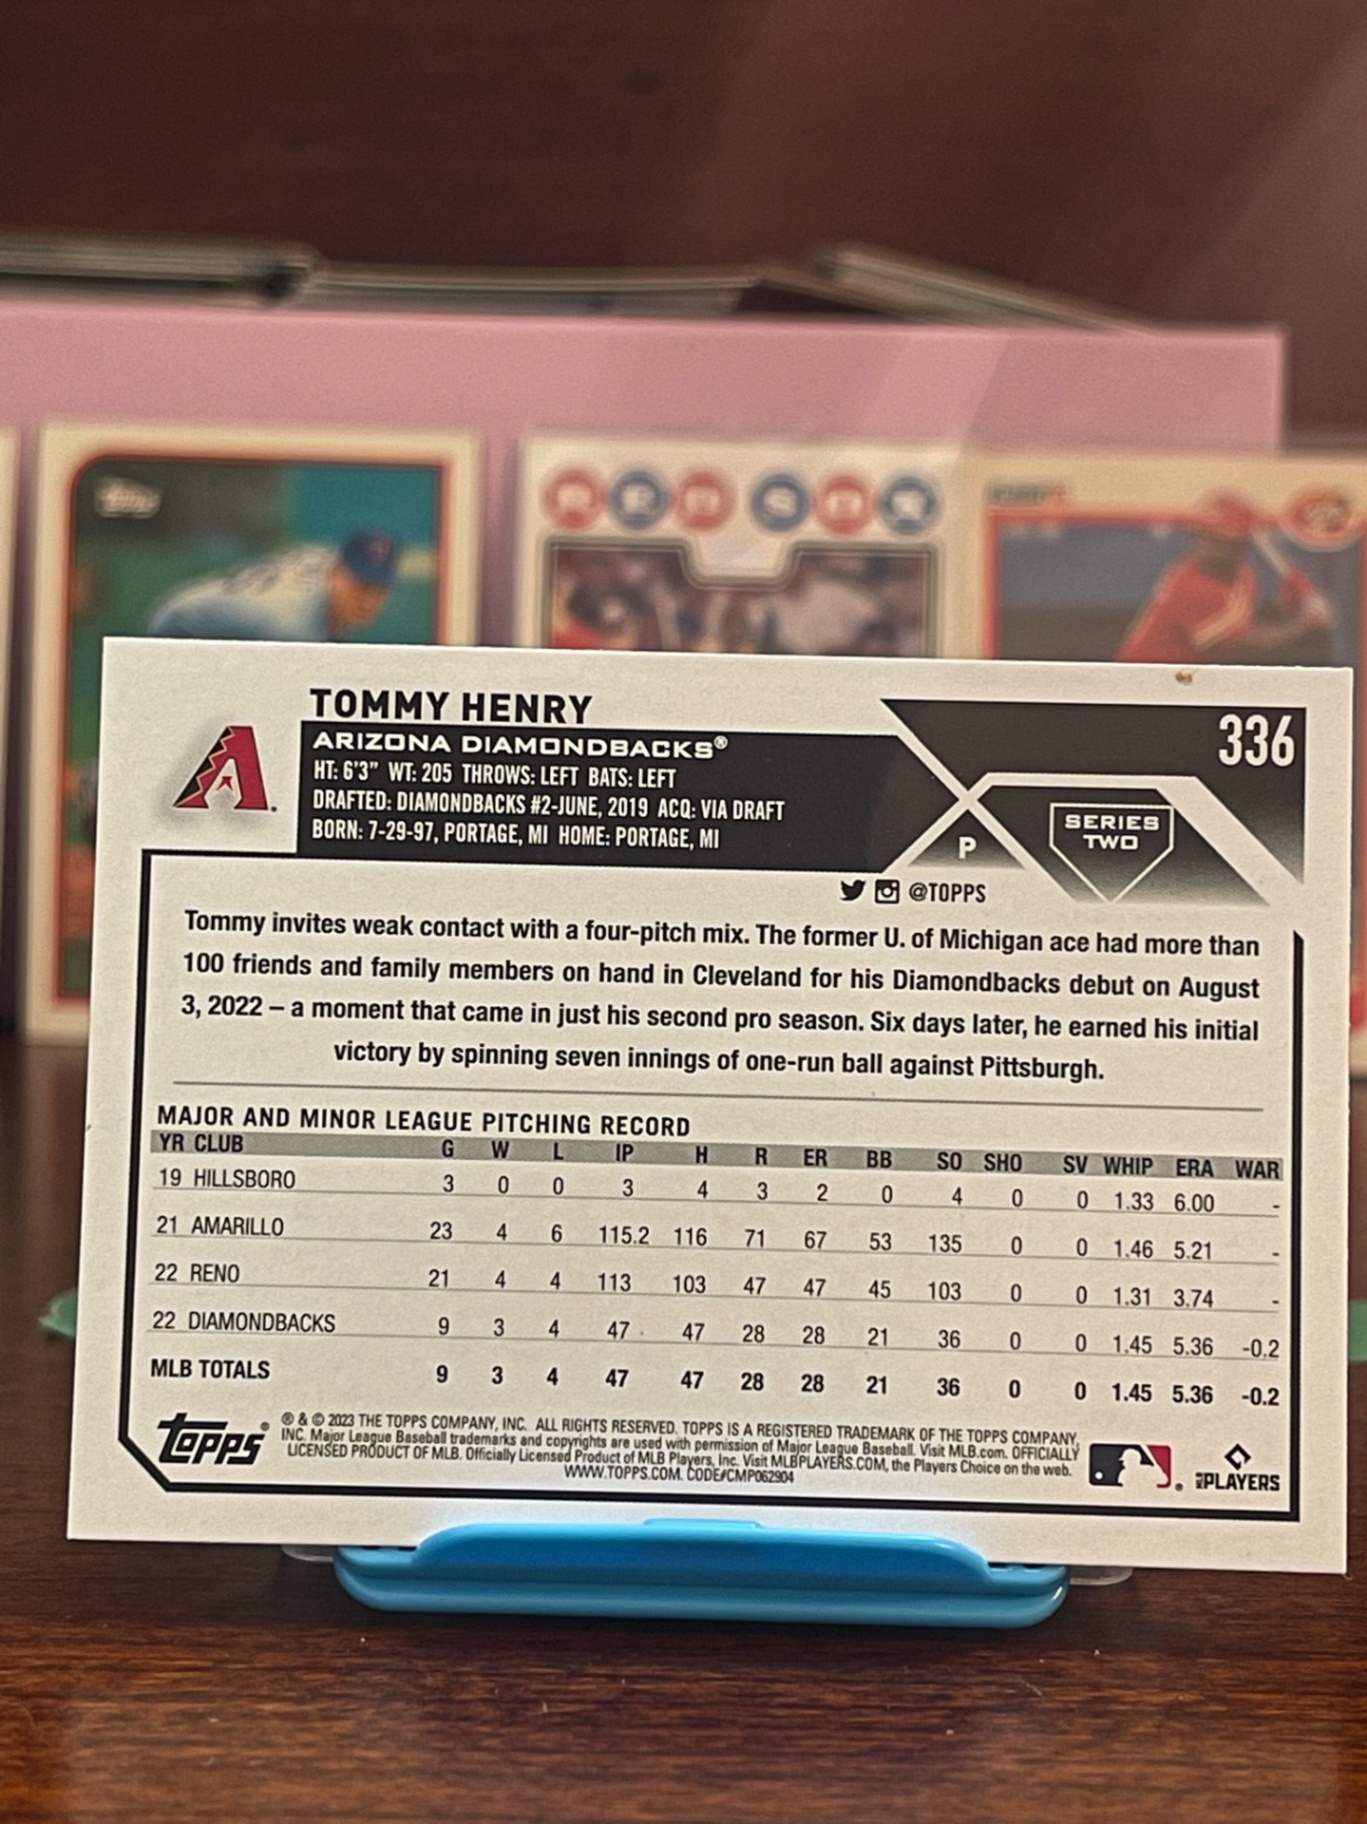 Topps
RED SOX
TOMMY HENRY
336
ARIZONA DIAMONDBACKS®
HT: 6'3" WT: 205 THROWS: LEFT BATS: LEFT
DRAFTED: DIAMONDBACKS #2-JUNE, 2019 ACQ: VIA DRAFT
BORN: 7-29-97, PORTAGE, MI HOME: PORTAGE, MI
P
SERIES
TWO
@TOPPS
Tommy invites weak contact with a four-pitch mix. The former U. of Michigan ace had more than
100 friends and family members on hand in Cleveland for his Diamondbacks debut on August
3, 2022 – a moment that came in just his second pro season. Six days later, he earned his initial
victory by spinning seven innings of one-run ball against Pittsburgh.
MAJOR AND MINOR LEAGUE PITCHING RECORD
YR CLUB G W L IP H R ER BB SO SHO SV WHIP ERA WAR
19 HILLSBORO 3 0 0 3 4 3 2 0 4 0 0 1.33 6.00 -
21 AMARILLO 23 4 6 115.2 116 71 67 53 135 0 0 1.46 5.21 -
22 RENO 21 4 4 113 103 47 47 45 103 0 0 1.31 3.74 -
22 DIAMONDBACKS 9 3 4 47 47 28 28 21 36 0 0 1.45 5.36 -0.2
MLB TOTALS 9 3 4 47 47 28 28 21 36 0 0 1.45 5.36 -0.2
topps®
® & © 2023 THE TOPPS COMPANY, INC. ALL RIGHTS RESERVED. TOPPS IS A REGISTERED TRADEMARK OF THE TOPPS COMPANY,
INC. Major League Baseball trademarks and copyrights are used with permission of Major League Baseball. Visit MLB.com. OFFICIALLY
LICENSED PRODUCT OF MLB. Officially Licensed Product of MLB Players, Inc. Visit MLBPLAYERS.COM, the Players Choice on the web.
WWW.TOPPS.COM. CODE#CMP062904
MLB PLAYERS